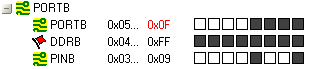 PORTB
PORTB 0x05... 0x0F
DDRB 0x04... 0xFF
PINB 0x03... 0x09